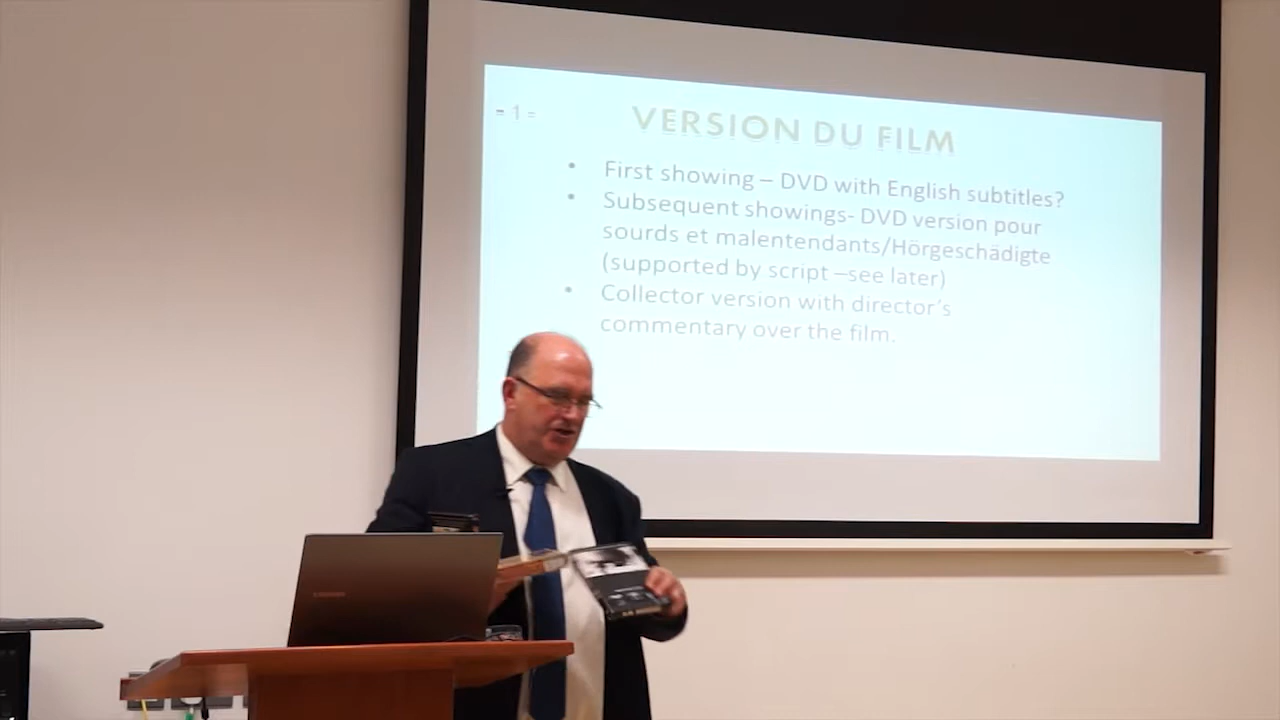 - 1 =
VERSION DU FILM
• First showing – DVD with English subtitles?
• Subsequent showings- DVD version pour
sourds et malentendants/Hörgeschädigte
(supported by script –see later)
• Collector version with director's
commentary over the film.